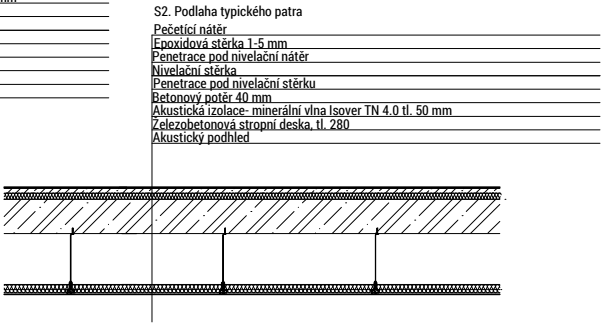 mm
S2. Podlaha typického patra
Pečetící nátěr
Epoxidová stěrka 1-5 mm
Penetrace pod nivelační nátěr
Nivelační stěrka
Penetrace pod nivelační stěrku
Betonový potěr 40 mm
Akustická izolace- minerální vlna Isover TN 4.0 tl. 50 mm
Železobetonová stropní deska, tl. 280
Akustický podhled